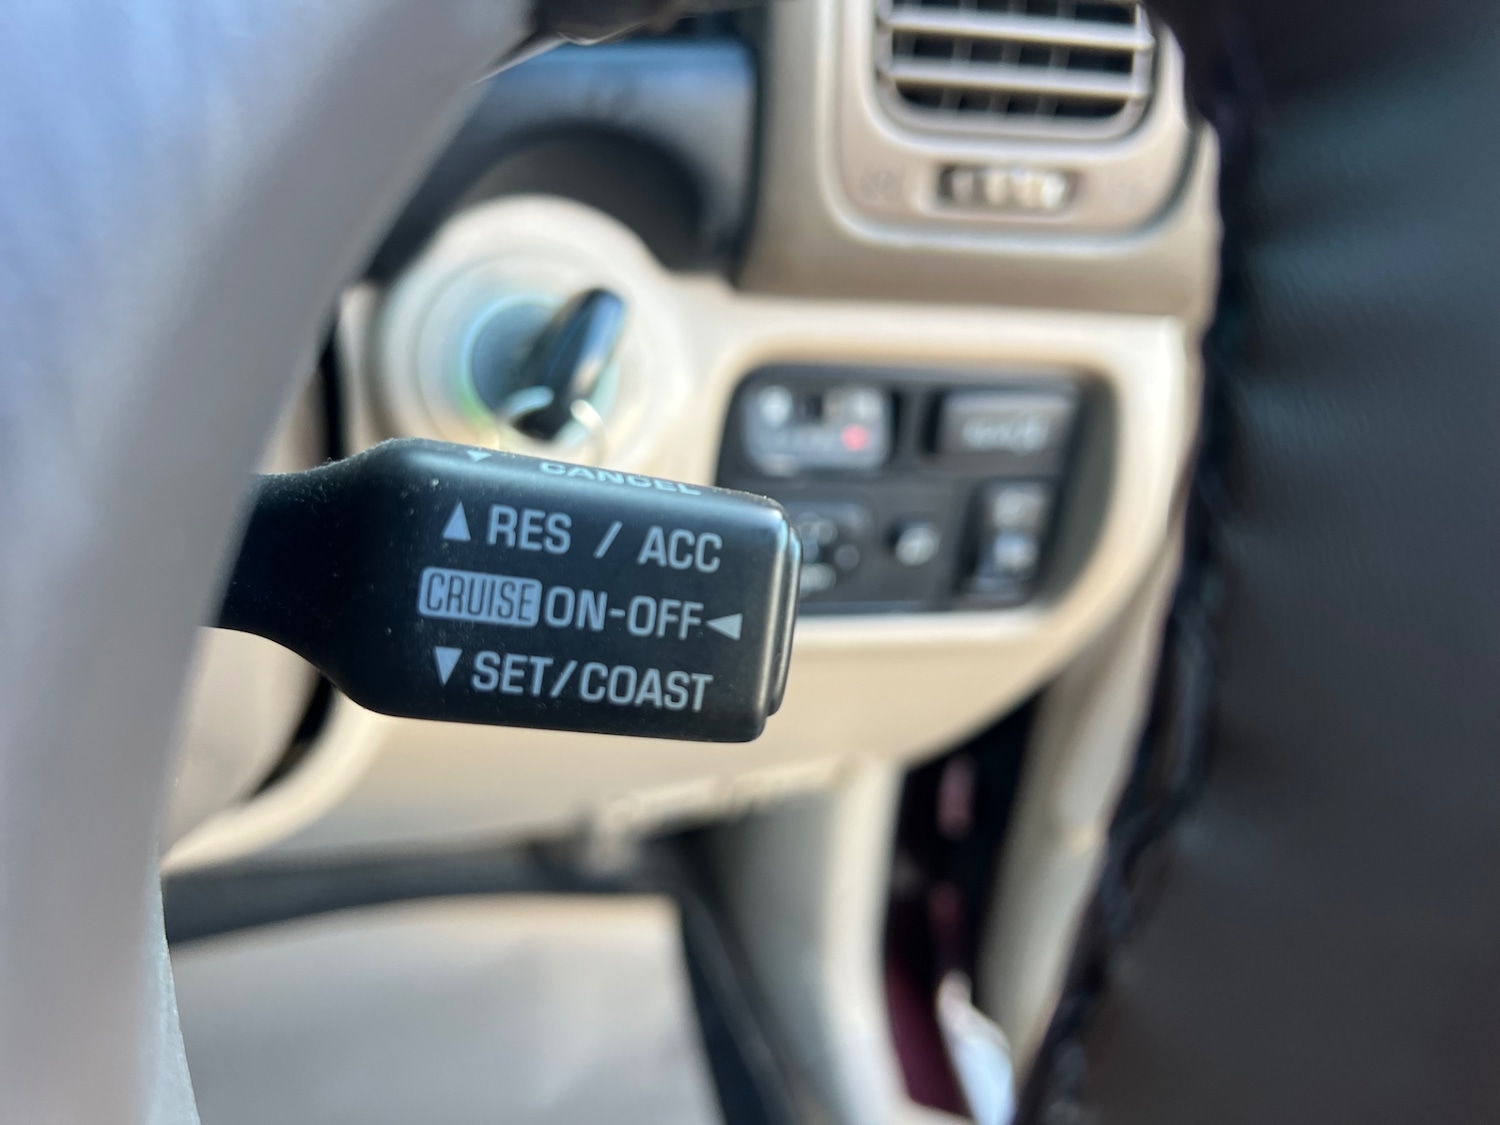 ▼ CANCEL
▲ RES / ACC
CRUISE ON-OFF ◀
▼ SET/COAST